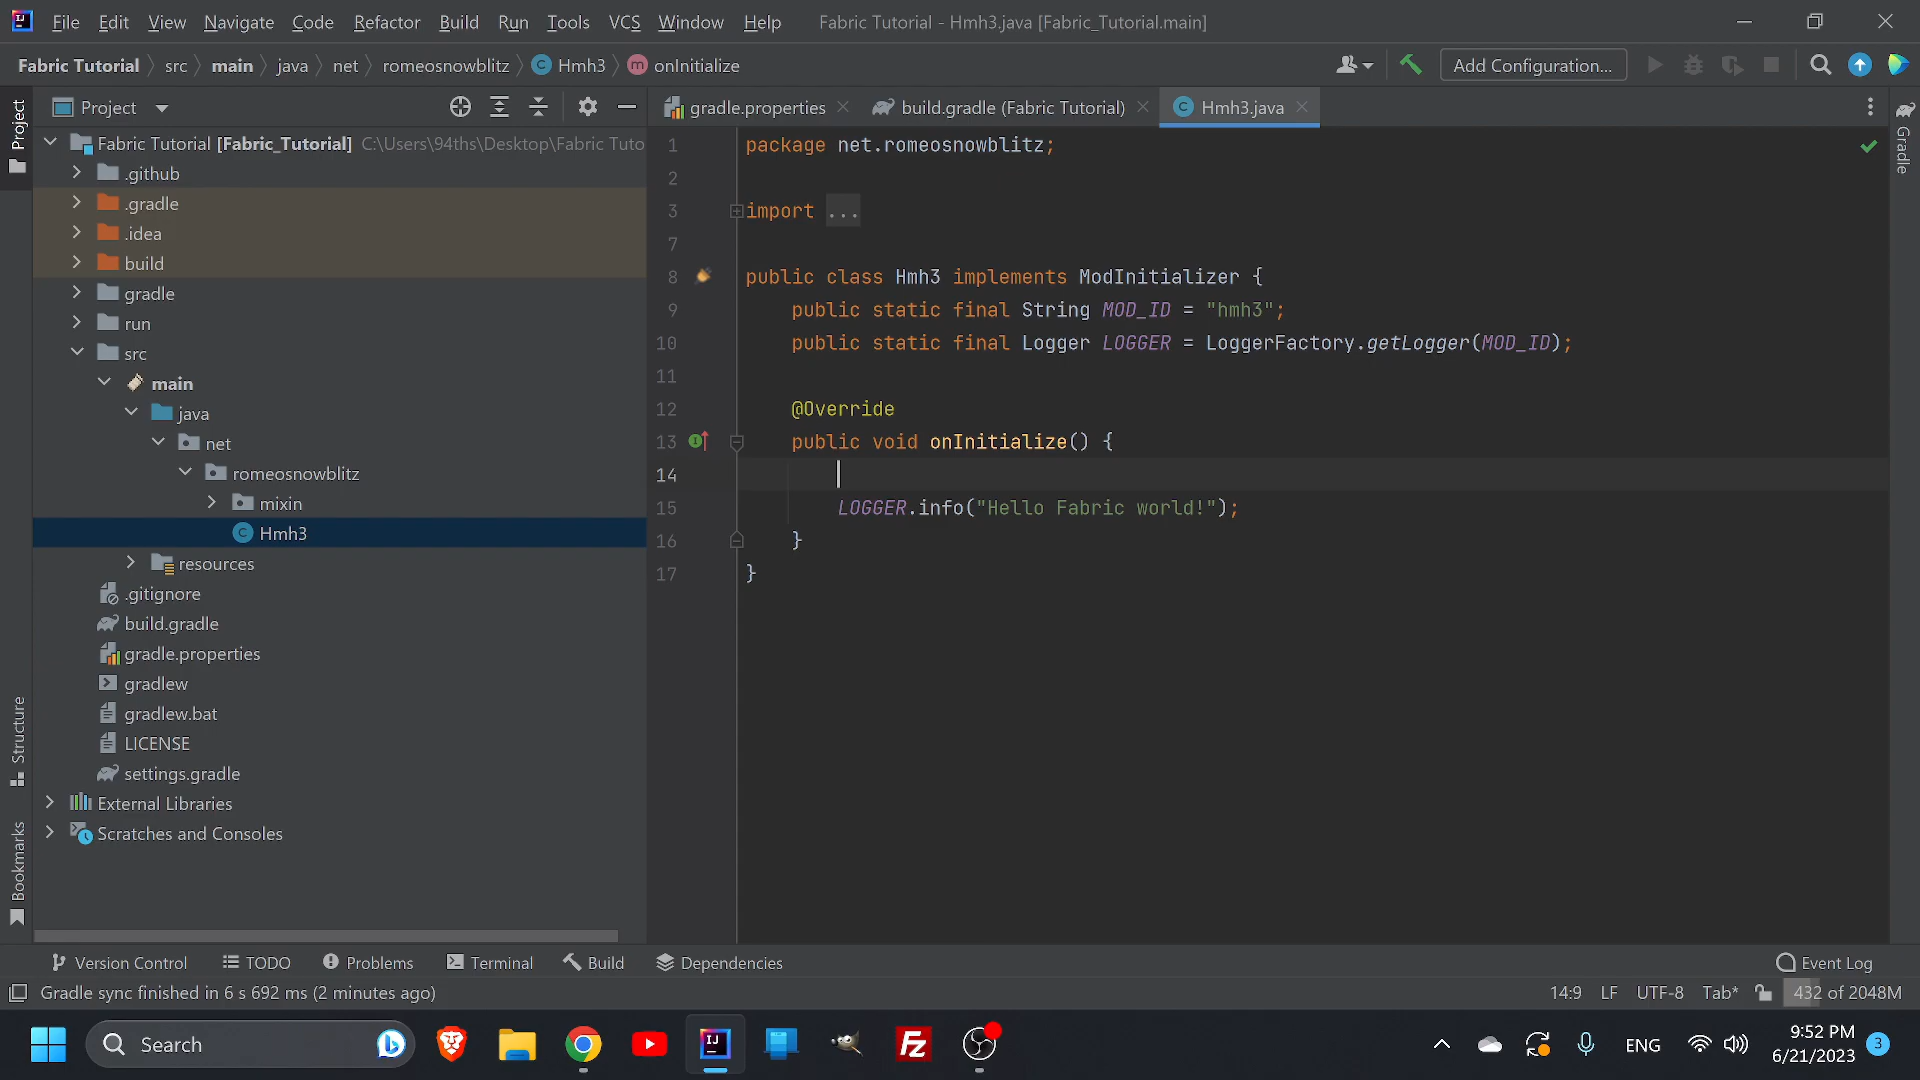 File Edit View Navigate Code Refactor Build Run Tools VCS Window Help Fabric Tutorial - Hmh3.java [Fabric_Tutorial.main]
Fabric Tutorial src main java net romeosnowblitz Hmh3 onInitialize Add Configuration...
Project
gradle.properties build.gradle (Fabric Tutorial) Hmh3.java
Project
Gradle
Fabric Tutorial [Fabric_Tutorial] C:\Users\94ths\Desktop\Fabric Tuto
.github
.gradle
.idea
build
gradle
run
src
main
java
net
romeosnowblitz
mixin
Hmh3
resources
.gitignore
build.gradle
gradle.properties
gradlew
gradlew.bat
LICENSE
settings.gradle
External Libraries
Scratches and Consoles
1 package net.romeosnowblitz;
2
3 import ...
7
8 public class Hmh3 implements ModInitializer {
9 public static final String MOD_ID = "hmh3";
10 public static final Logger LOGGER = LoggerFactory.getLogger(MOD_ID);
11
12 @Override
13 public void onInitialize() {
14
15 LOGGER.info("Hello Fabric world!");
16 }
17 }
Structure
Bookmarks
Version Control TODO Problems Terminal Build Dependencies Event Log
Gradle sync finished in 6 s 692 ms (2 minutes ago) 14:9 LF UTF-8 Tab* 432 of 2048M
Search ENG 9:52 PM
6/21/2023 3